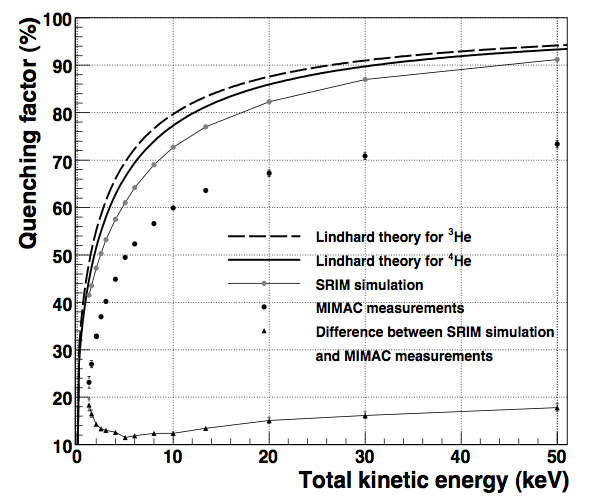 Quenching factor (%)
100
90
80
70
60
50
40
30
20
10
Lindhard theory for ³He
Lindhard theory for ⁴He
SRIM simulation
MIMAC measurements
Difference between SRIM simulation
and MIMAC measurements
0 10 20 30 40 50
Total kinetic energy (keV)